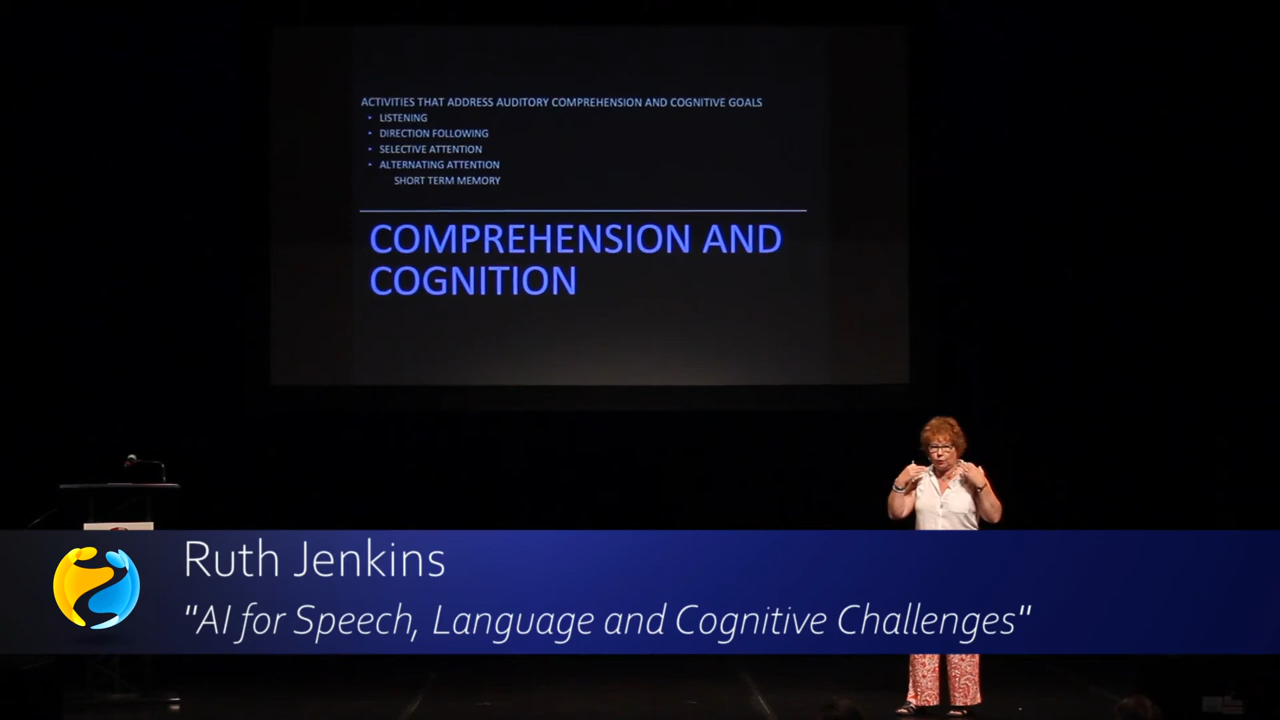 ACTIVITIES THAT ADDRESS AUDITORY COMPREHENSION AND COGNITIVE GOALS
• LISTENING
• DIRECTION FOLLOWING
• SELECTIVE ATTENTION
• ALTERNATING ATTENTION
SHORT TERM MEMORY
COMPREHENSION AND
COGNITION
Ruth Jenkins
"AI for Speech, Language and Cognitive Challenges"